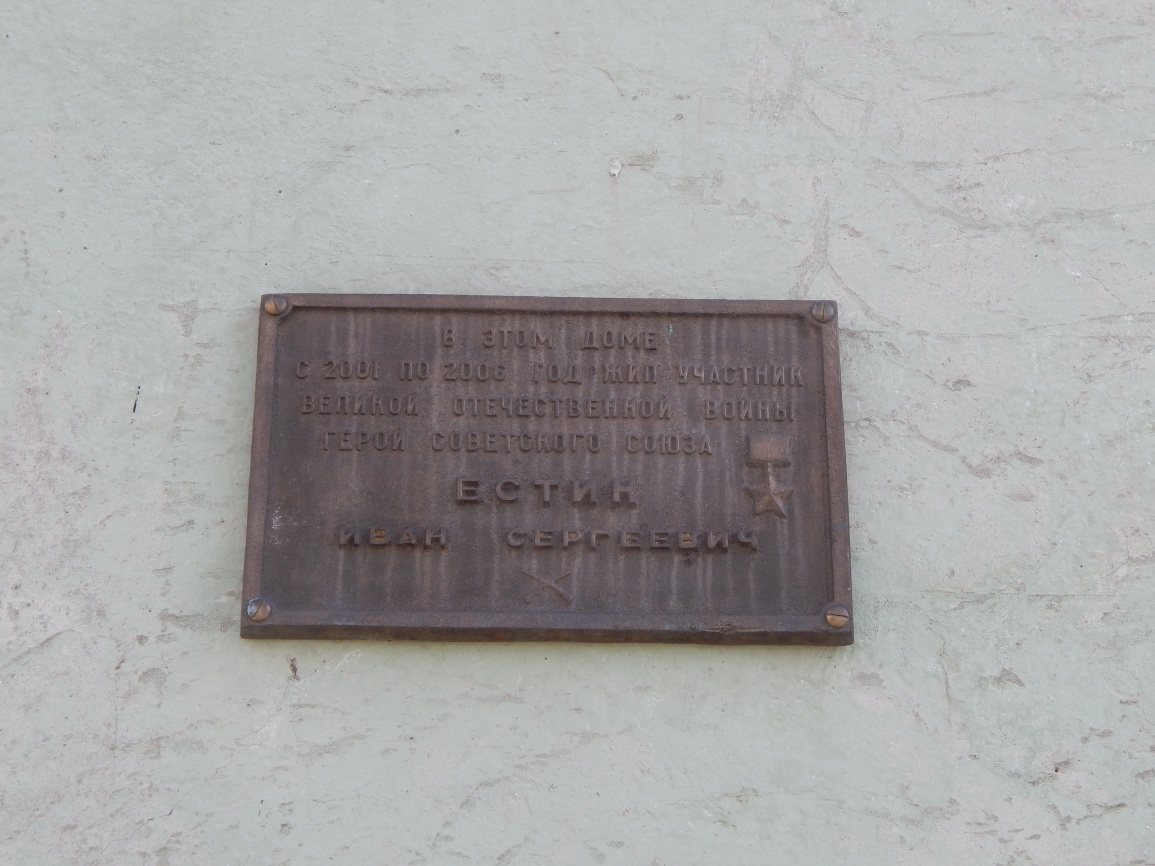 В ЭТОМ ДОМЕ
С 2001 ПО 2006 ГОД ЖИЛ УЧАСТНИК
ВЕЛИКОЙ ОТЕЧЕСТВЕННОЙ ВОЙНЫ
ГЕРОЙ СОВЕТСКОГО СОЮЗА
ЕСТИН
ИВАН СЕРГЕЕВИЧ